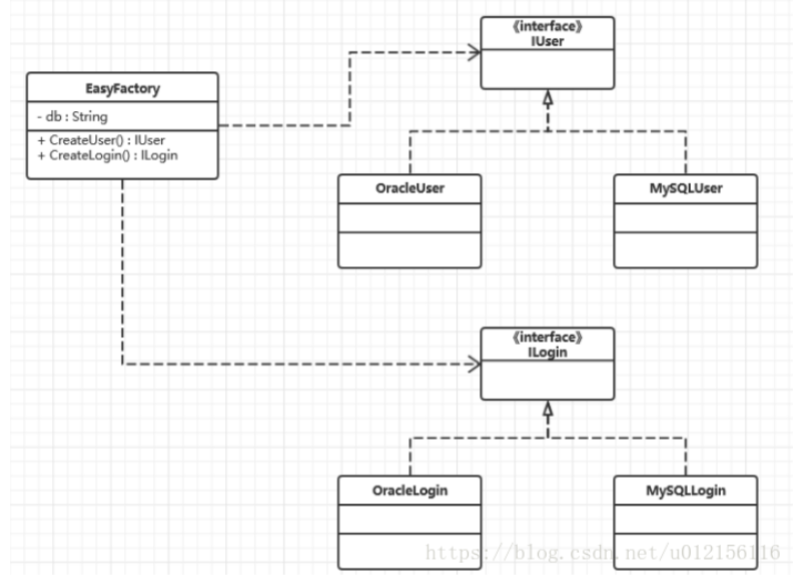 《interface》
IUser
EasyFactory
- db : String
+ CreateUser() : IUser
+ CreateLogin() : ILogin
OracleUser
MySQLUser
《interface》
ILogin
OracleLogin
MySQLLogin
https://blog.csdn.net/u012156116